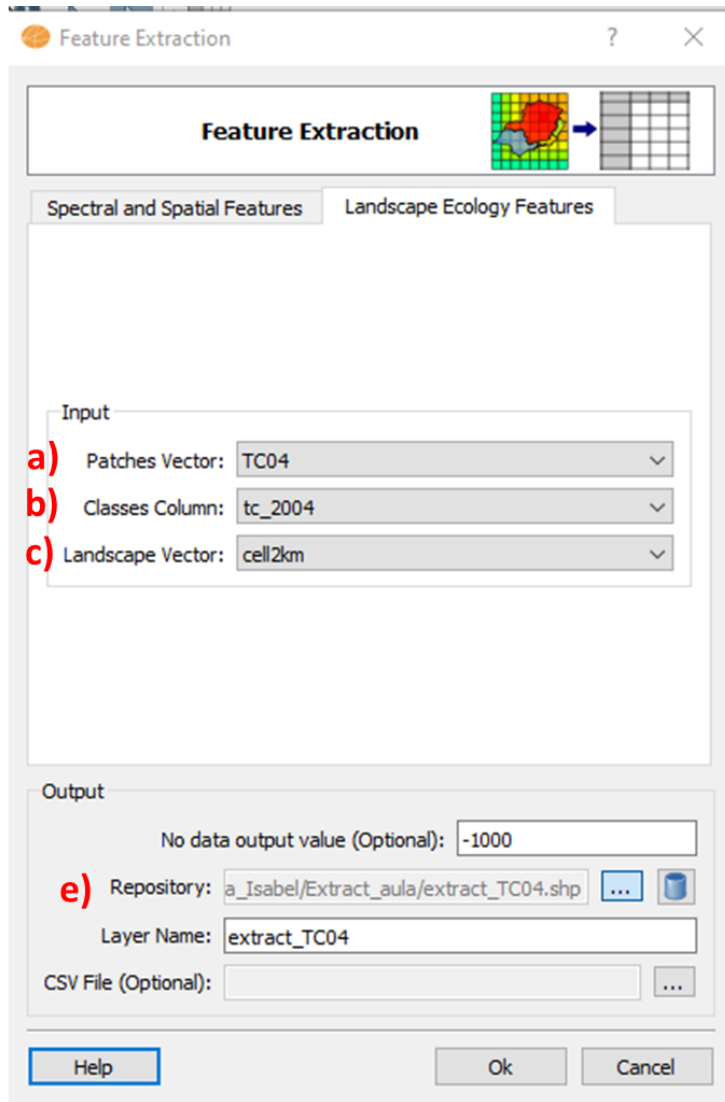 Feature Extraction ?
Feature Extraction
Spectral and Spatial Features Landscape Ecology Features
Input
a) Patches Vector: TC04
b) Classes Column: tc_2004
c) Landscape Vector: cell2km
Output
No data output value (Optional): -1000
e) Repository: a_Isabel/Extract_aula/extract_TC04.shp ...
Layer Name: extract_TC04
CSV File (Optional): ...
Help Ok Cancel